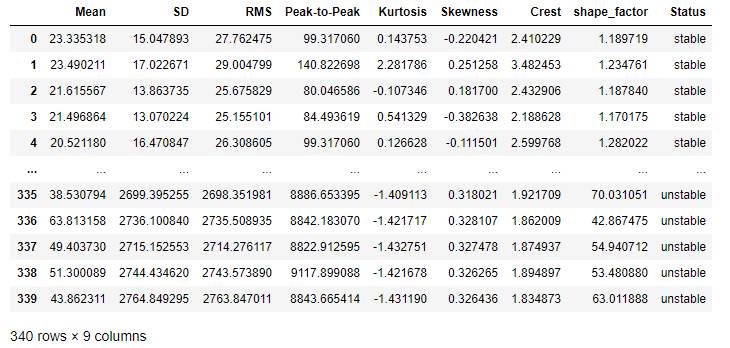 Mean SD RMS Peak-to-Peak Kurtosis Skewness Crest shape_factor Status
0 23.335318 15.047893 27.762475 99.317060 0.143753 -0.220421 2.410229 1.189719 stable
1 23.490211 17.022671 29.004799 140.822698 2.281786 0.251258 3.482453 1.234761 stable
2 21.615567 13.863735 25.675829 80.046586 -0.107346 0.181700 2.432906 1.187840 stable
3 21.496864 13.070224 25.155101 84.493619 0.541329 -0.382638 2.188628 1.170175 stable
4 20.521180 16.470847 26.308605 99.317060 0.126628 -0.111501 2.599768 1.282022 stable
... ... ... ... ... ... ... ... ... ...
335 38.530794 2699.395255 2698.351981 8886.653395 -1.409113 0.318021 1.921709 70.031051 unstable
336 63.813158 2736.100840 2735.508935 8842.183070 -1.421717 0.328107 1.862009 42.867475 unstable
337 49.403730 2715.152553 2714.276117 8822.912595 -1.432751 0.327478 1.874937 54.940712 unstable
338 51.300089 2744.434620 2743.573890 9117.899088 -1.421678 0.326265 1.894897 53.480880 unstable
339 43.862311 2764.849295 2763.847011 8843.665414 -1.431190 0.326436 1.834873 63.011888 unstable
340 rows × 9 columns